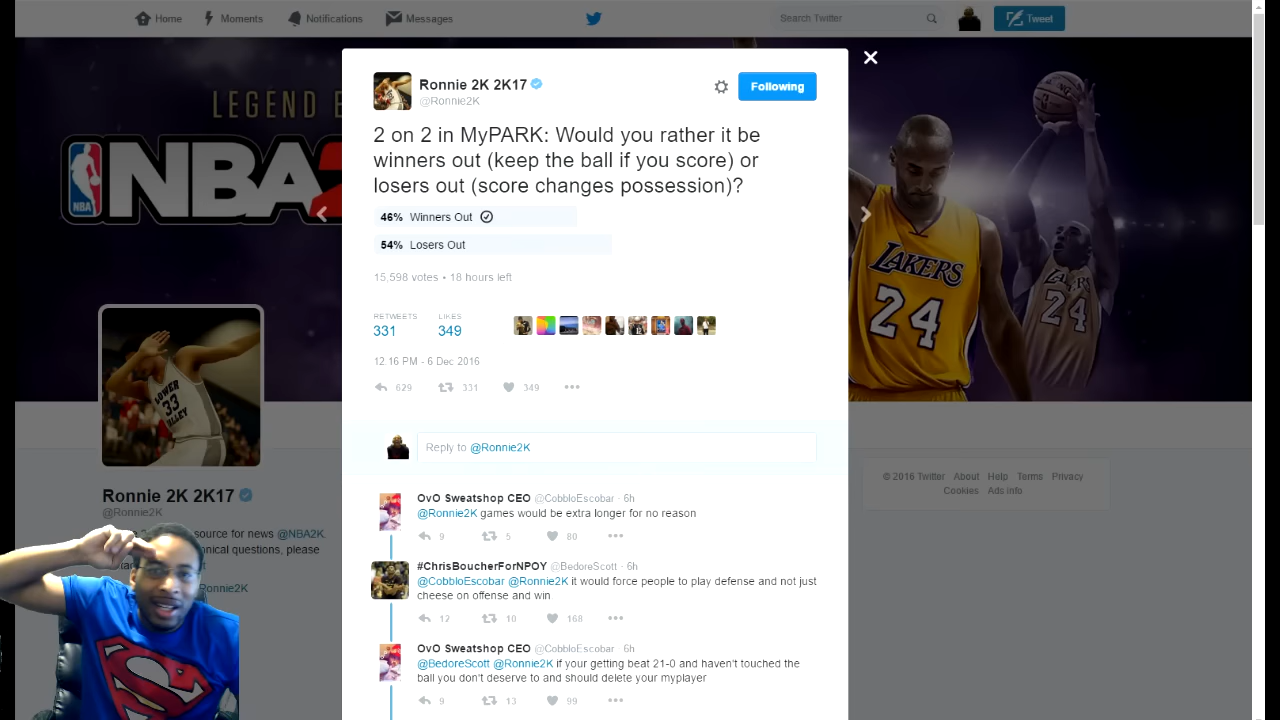 Home Moments Notifications Messages Search Twitter Tweet
LEGEND E
NBA 2
NBA
Ronnie 2K 2K17
@Ronnie2K
Following
2 on 2 in MyPARK: Would you rather it be
winners out (keep the ball if you score) or
losers out (score changes possession)?
46% Winners Out
54% Losers Out
15,598 votes • 18 hours left
RETWEETS LIKES
331 349
12:16 PM - 6 Dec 2016
629 331 349
Reply to @Ronnie2K
OvO Sweatshop CEO @CobbloEscobar · 6h
@Ronnie2K games would be extra longer for no reason
9 5 80
#ChrisBoucherForNPOY @BedoreScott · 6h
@CobbloEscobar @Ronnie2K it would force people to play defense and not just
cheese on offense and win
12 10 168
OvO Sweatshop CEO @CobbloEscobar · 6h
@BedoreScott @Ronnie2K if your getting beat 21-0 and haven't touched the
ball you don't deserve to and should delete your myplayer
9 13 99
LAKERS
24
24
LOWER
33
Ronnie 2K 2K17
@Ronnie2K
source for news @NBA2K
nical questions, please
Ronnie2K
© 2016 Twitter About Help Terms Privacy
Cookies Ads info
S